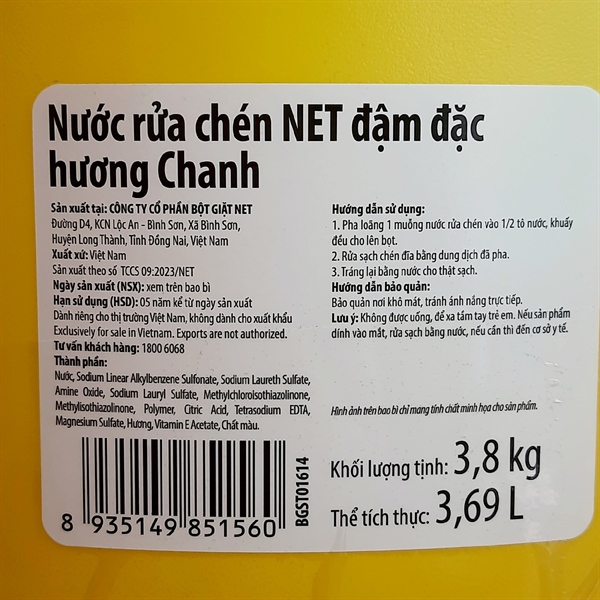 Nước rửa chén NET đậm đặc
hương Chanh
Sản xuất tại: CÔNG TY CỔ PHẦN BỘT GIẶT NET
Đường D4, KCN Lộc An - Bình Sơn, Xã Bình Sơn,
Huyện Long Thành, Tỉnh Đồng Nai, Việt Nam
Xuất xứ: Việt Nam
Sản xuất theo số TCCS 09:2023/NET
Ngày sản xuất (NSX): xem trên bao bì
Hạn sử dụng (HSD): 05 năm kể từ ngày sản xuất
Dành riêng cho thị trường Việt Nam, không dành cho xuất khẩu
Exclusively for sale in Vietnam. Exports are not authorized.
Tư vấn khách hàng: 1800 6068
Thành phần:
Nước, Sodium Linear Alkylbenzene Sulfonate, Sodium Laureth Sulfate,
Amine Oxide, Sodium Lauryl Sulfate, Methylchloroisothiazolinone,
Methylisothiazolinone, Polymer, Citric Acid, Tetrasodium EDTA,
Magnesium Sulfate, Hương, Vitamin E Acetate, Chất màu.
8 935149 851560
BGST01614
Hướng dẫn sử dụng:
1. Pha loãng 1 muỗng nước rửa chén vào 1/2 tô nước, khuấy
đều cho lên bọt.
2. Rửa sạch chén đĩa bằng dung dịch đã pha.
3. Tráng lại bằng nước cho thật sạch.
Hướng dẫn bảo quản:
Bảo quản nơi khô mát, tránh ánh nắng trực tiếp.
Lưu ý: Không được uống, để xa tầm tay trẻ em. Nếu sản phẩm
dính vào mắt, rửa sạch bằng nước, nếu cần thì đến cơ sở y tế.
Hình ảnh trên bao bì chỉ mang tính chất minh họa cho sản phẩm.
Khối lượng tịnh: 3,8 kg
Thể tích thực: 3,69 L